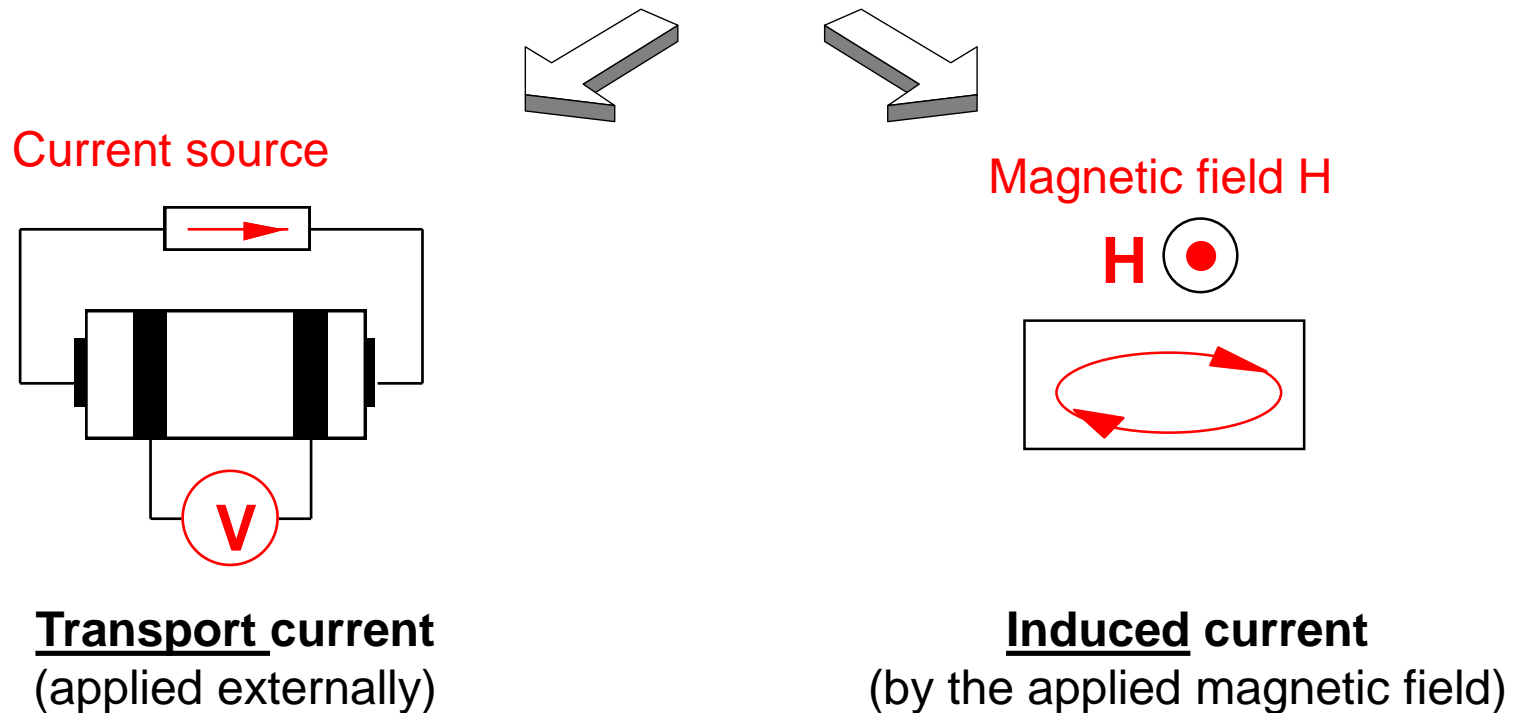 Current source
V
Transport current
(applied externally)
Magnetic field H
H
Induced current
(by the applied magnetic field)